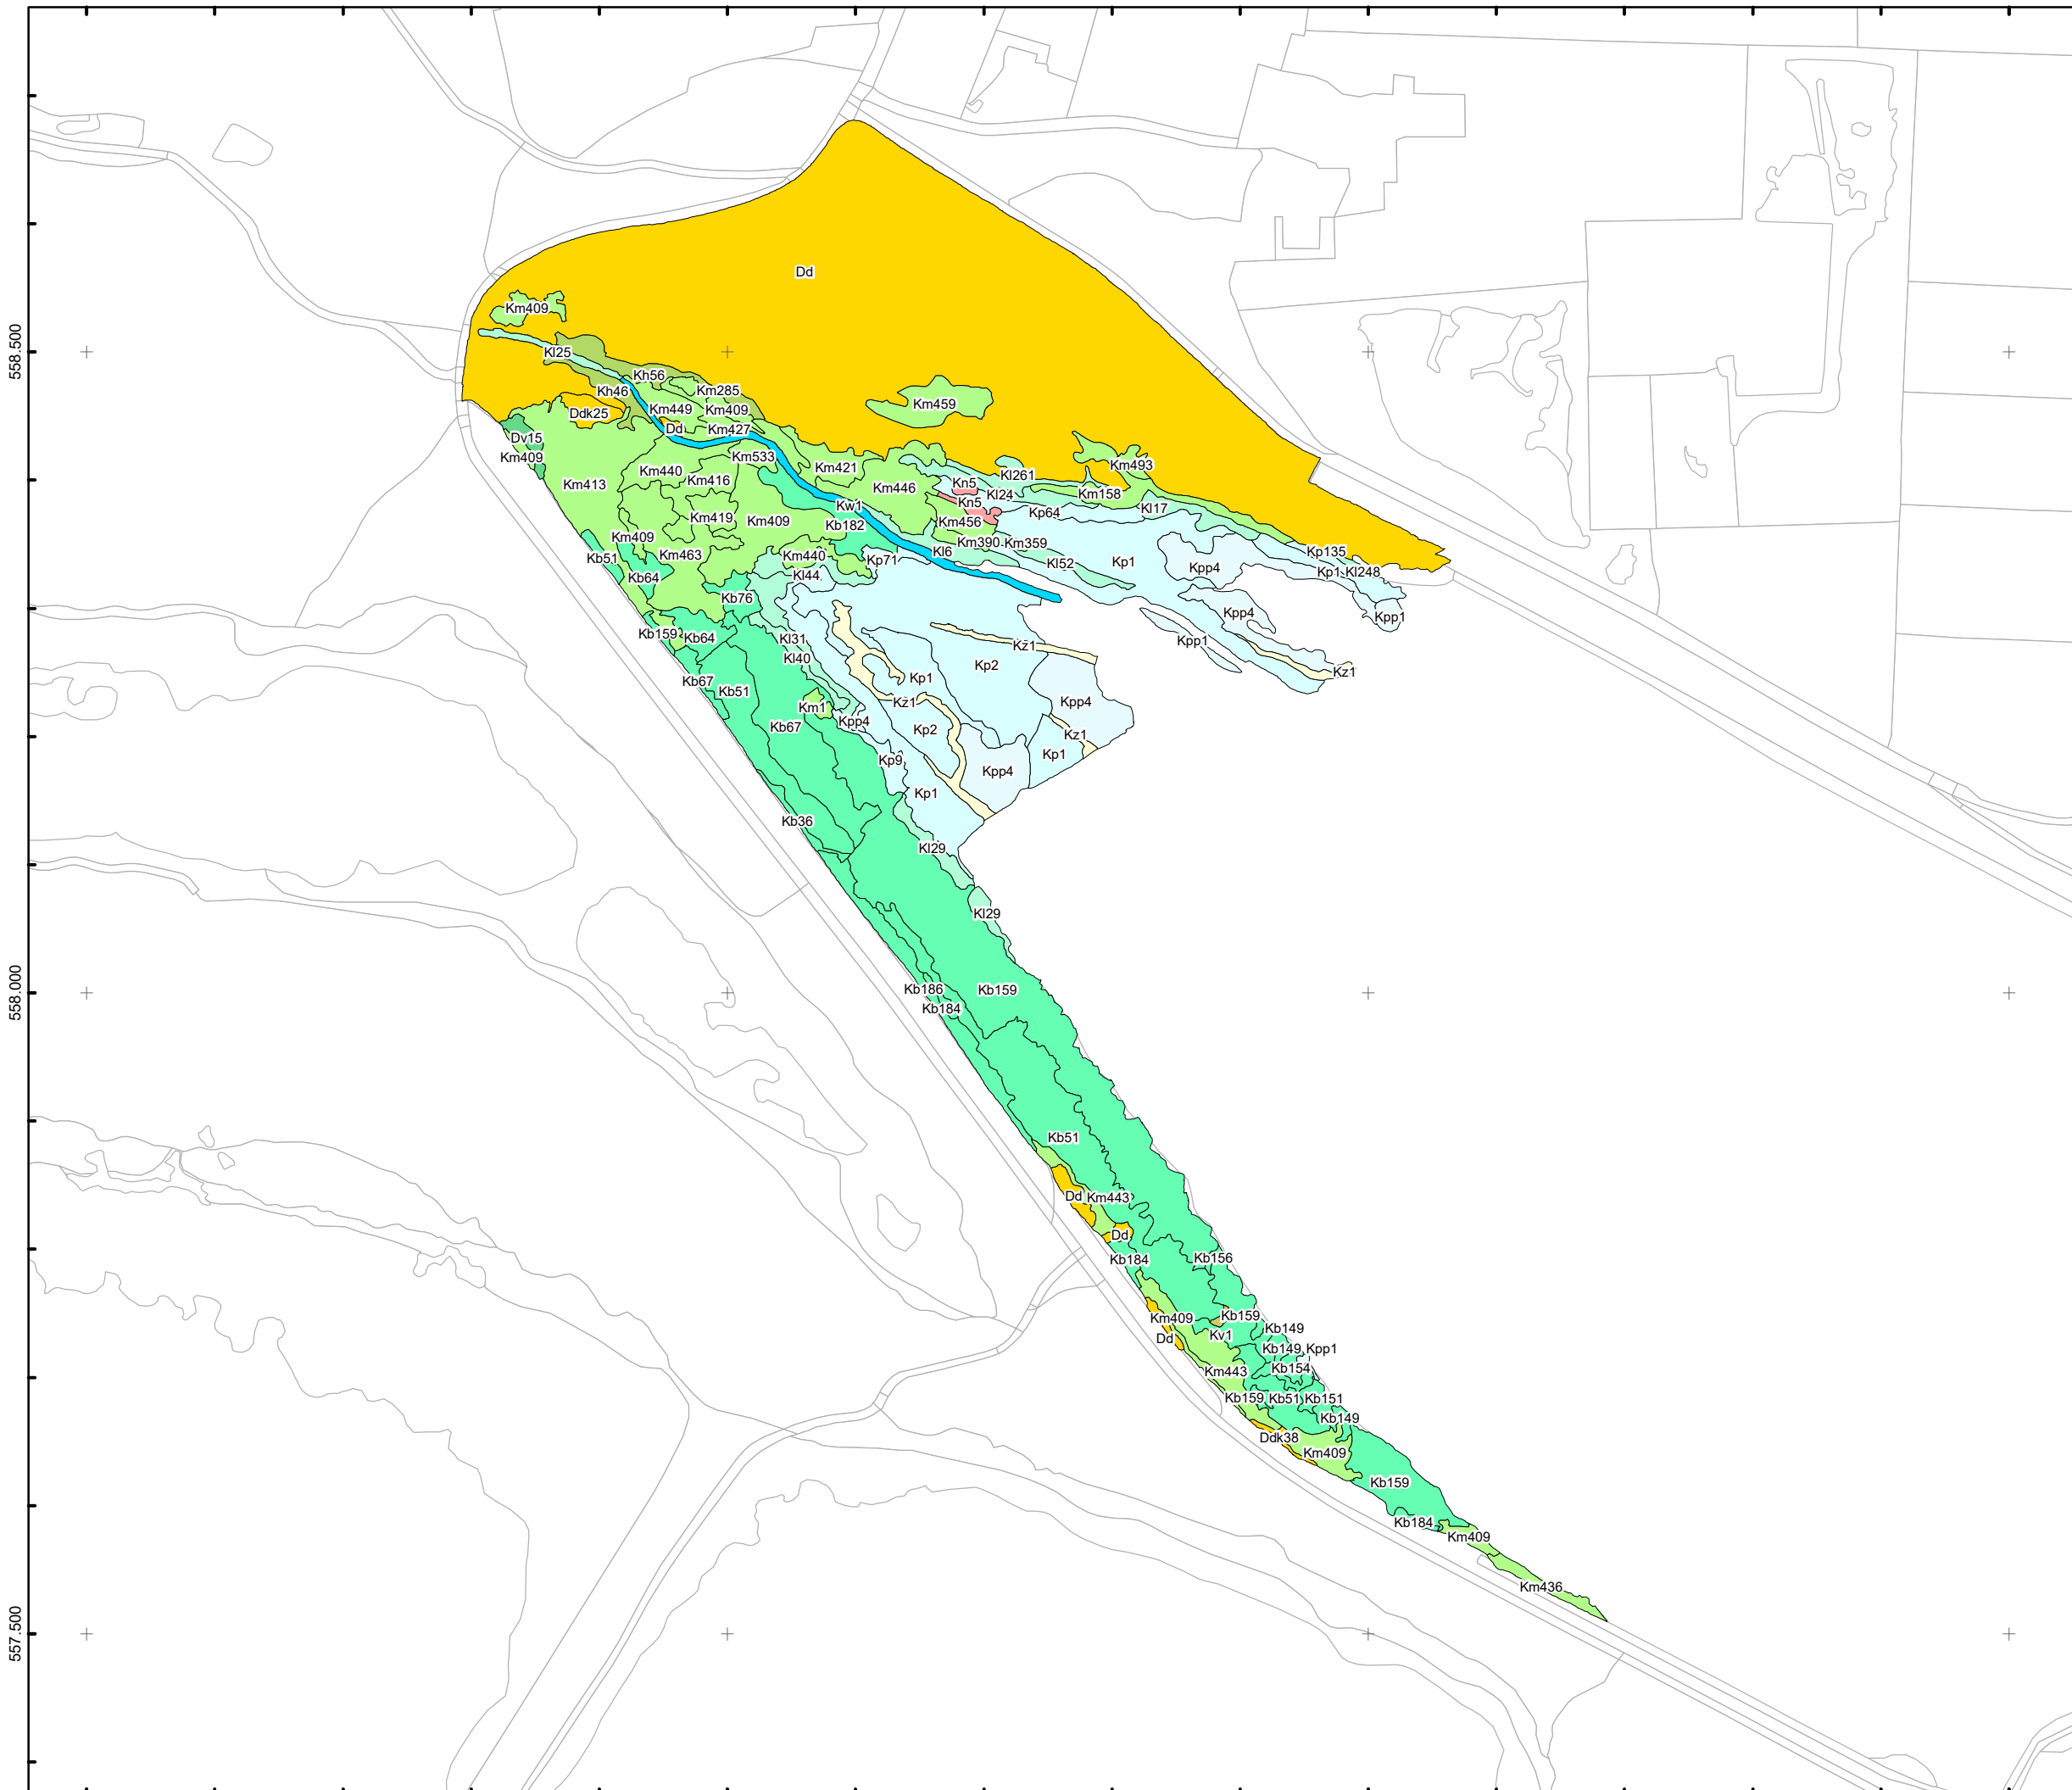 Dd
Km409
558.500
Kl25
Kh56
Kh46
Km285
Km459
Km449
Km409
Ddk25
Dd
Km427
Dv15
Km409
Km533
Km421
Km493
Km440
Km416
Kl261
Km413
Km446
Kn5
Kl24
Km158
Kn5
Kw1
Kp64
Kl17
Km419
Km409
Kb182
Km456
Km409
Km390
Km359
Kb51
Km463
Km440
Kp71
Kl6
Kl52
Kp1
Kp135
Kb64
Kl44
Kpp4
Kp1
Kl248
Kb76
Kpp1
Kpp4
Kb159
Kb64
Kl31
Kpp1
Kz1
Kl40
Kp2
Kz1
Kb67
Kb51
Kp1
Kz1
Km1
Kpp4
Kpp4
Kb67
Kp2
Kz1
Kp1
Kp9
Kpp4
Kp1
Kb36
Kl29
Kl29
558.000
Kb186
Kb159
Kb184
Kb51
Dd
Km443
Dd
Kb184
Kb156
Km409
Kb159
Dd
Kv1
Kb149
Kb149
Kpp1
Km443
Kb154
Kb159
Kb51
Kb151
Kb149
Ddk38
Km409
Kb159
Kb184
Km409
Km436
557.500